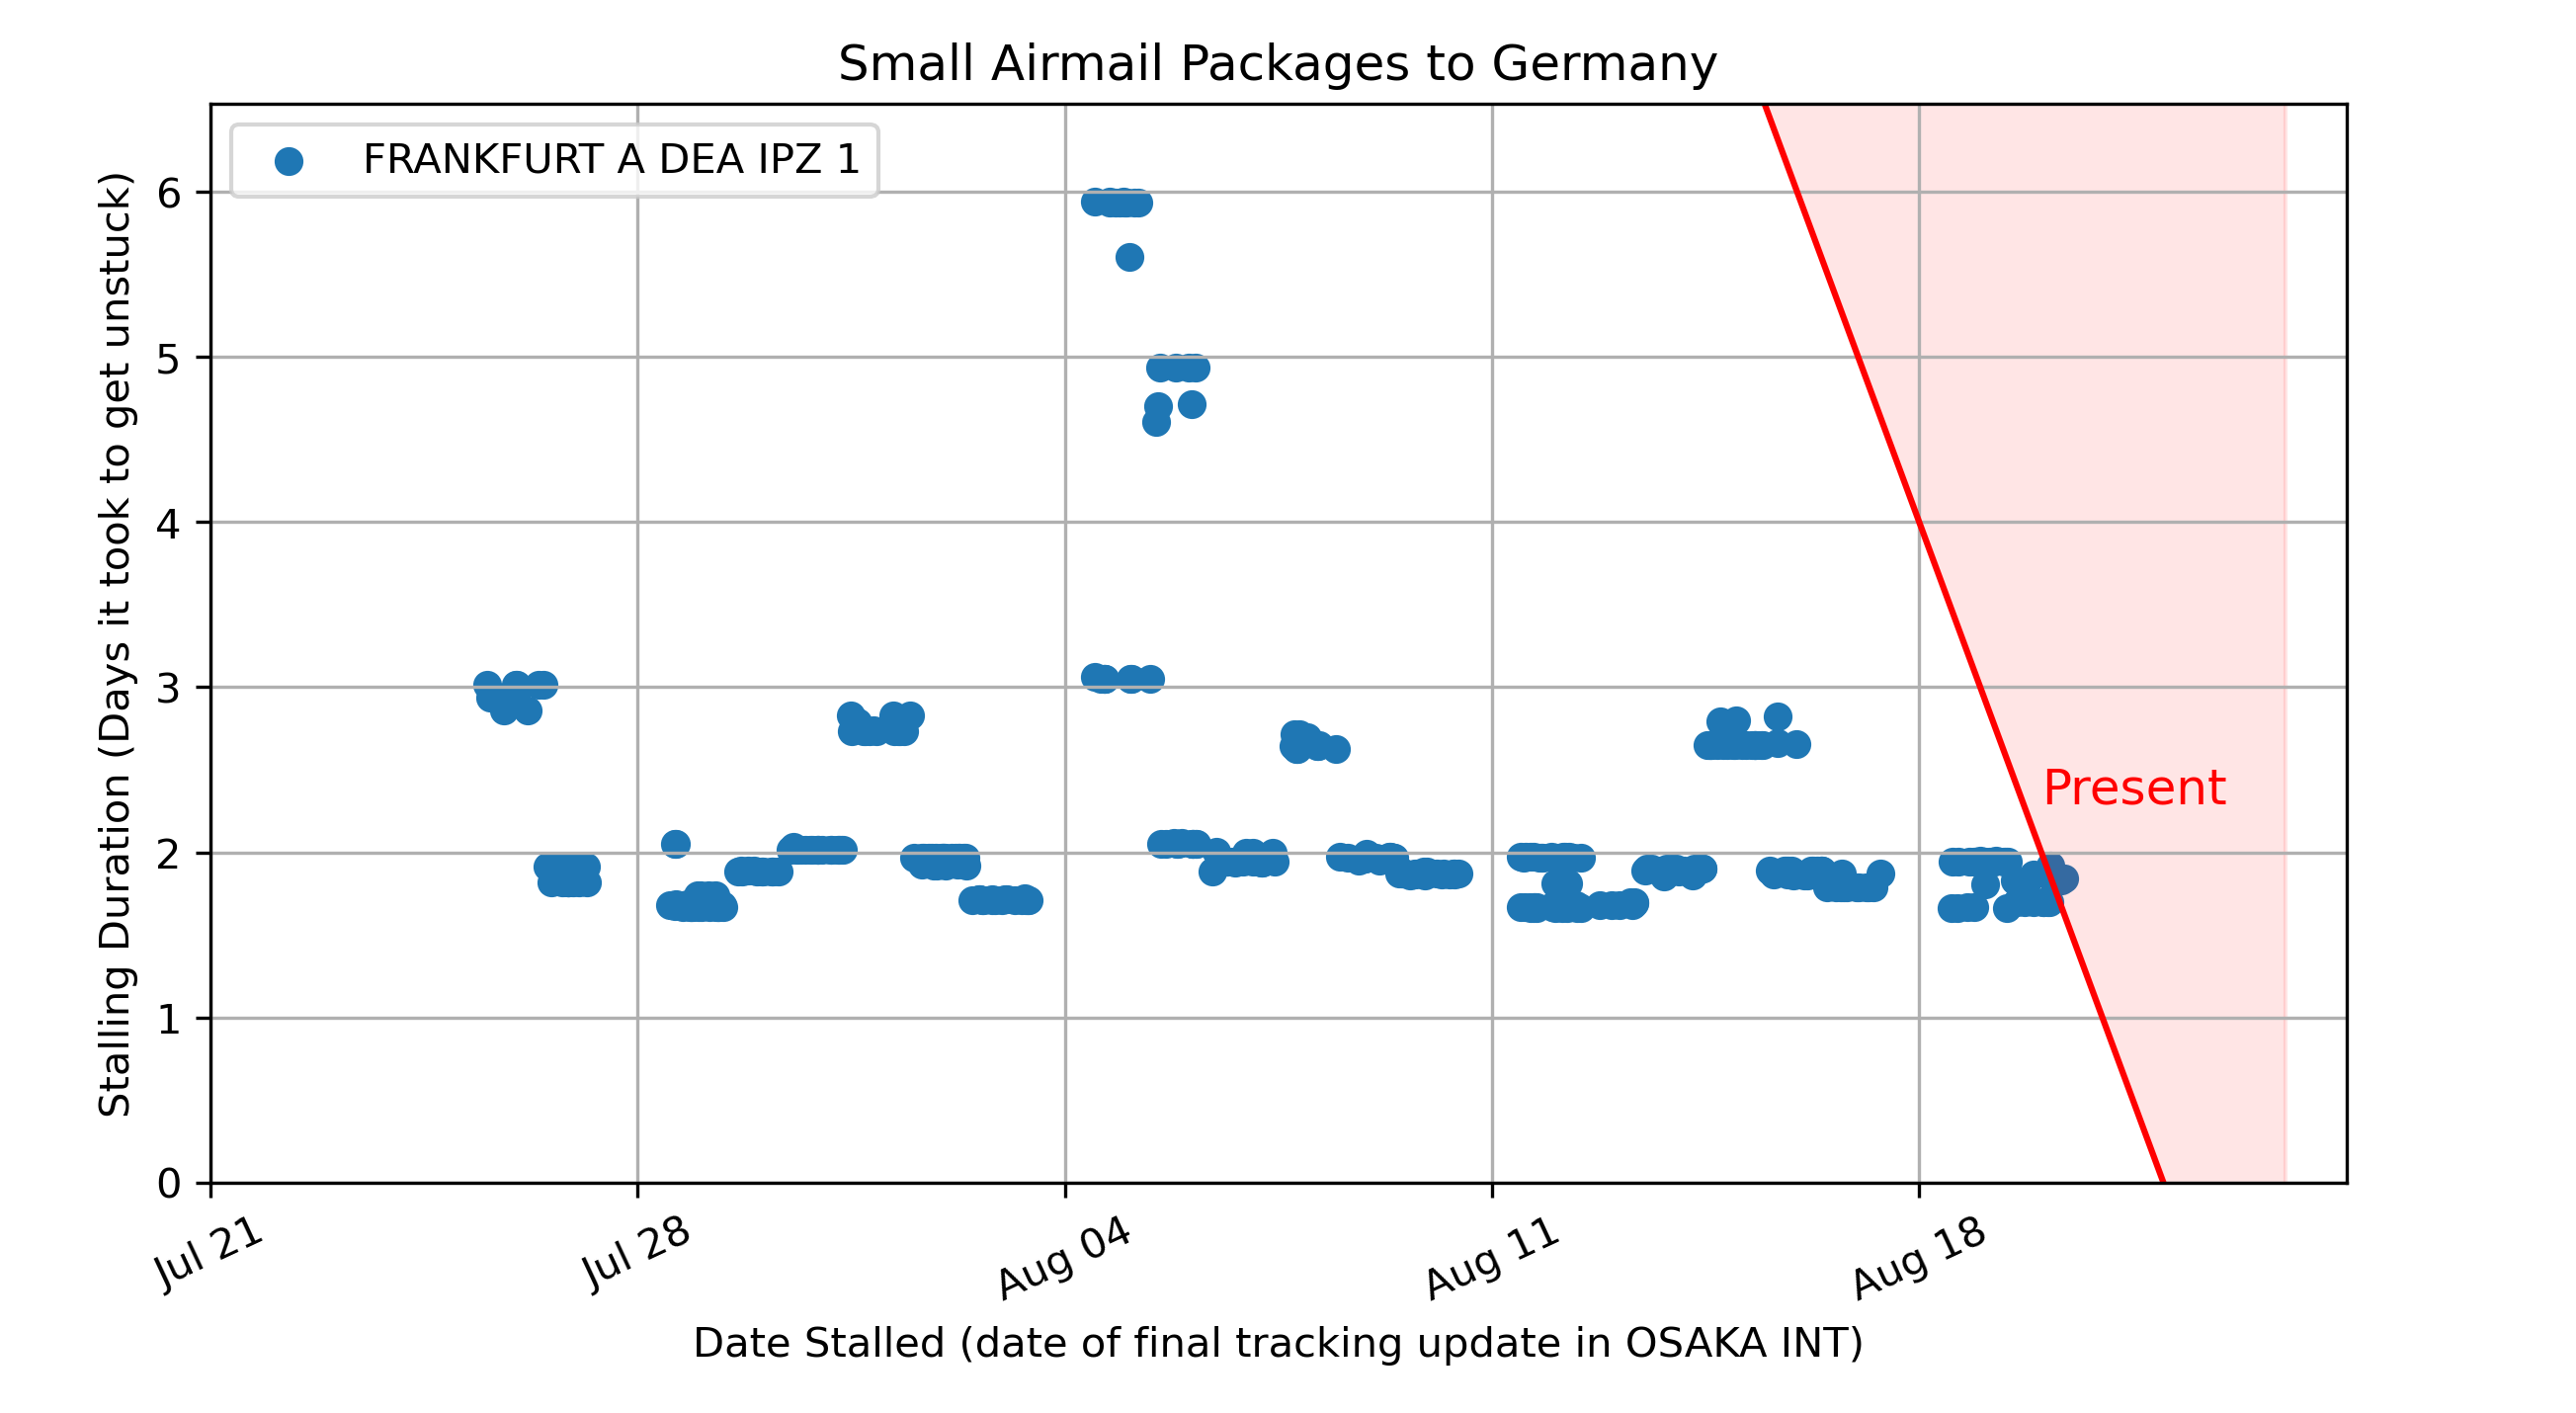 Small Airmail Packages to Germany
FRANKFURT A DEA IPZ 1
Stalling Duration (Days it took to get unstuck)
6
5
4
3
2
1
0
Present
Jul 21
Jul 28
Aug 04
Aug 11
Aug 18
Date Stalled (date of final tracking update in OSAKA INT)